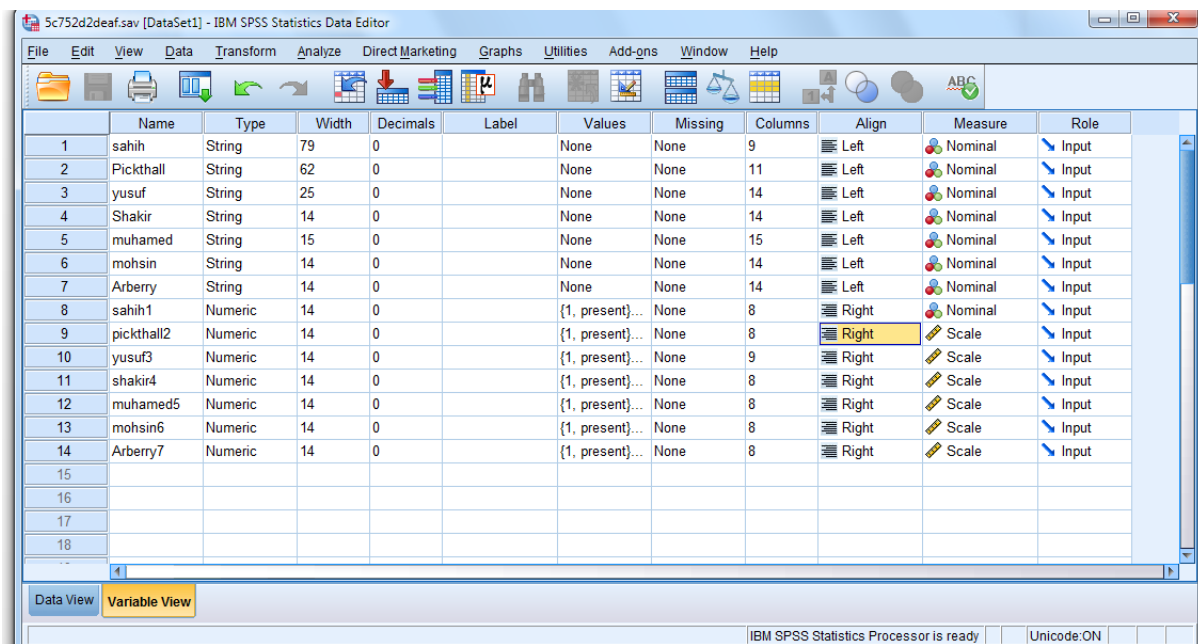 5c752d2deaf.sav [DataSet1] - IBM SPSS Statistics Data Editor
File Edit View Data Transform Analyze Direct Marketing Graphs Utilities Add-ons Window Help
Name Type Width Decimals Label Values Missing Columns Align Measure Role
1 sahih String 79 0 None None 9 Left Nominal Input
2 Pickthall String 62 0 None None 11 Left Nominal Input
3 yusuf String 25 0 None None 14 Left Nominal Input
4 Shakir String 14 0 None None 14 Left Nominal Input
5 muhamed String 15 0 None None 15 Left Nominal Input
6 mohsin String 14 0 None None 14 Left Nominal Input
7 Arberry String 14 0 None None 14 Left Nominal Input
8 sahih1 Numeric 14 0 {1, present}... None 8 Right Nominal Input
9 pickthall2 Numeric 14 0 {1, present}... None 8 Right Scale Input
10 yusuf3 Numeric 14 0 {1, present}... None 9 Right Scale Input
11 shakir4 Numeric 14 0 {1, present}... None 8 Right Scale Input
12 muhamed5 Numeric 14 0 {1, present}... None 8 Right Scale Input
13 mohsin6 Numeric 14 0 {1, present}... None 8 Right Scale Input
14 Arberry7 Numeric 14 0 {1, present}... None 8 Right Scale Input
15
16
17
18
Data View Variable View
IBM SPSS Statistics Processor is ready Unicode:ON